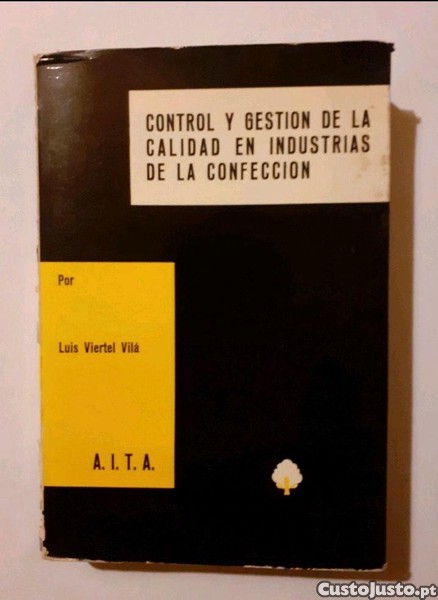 CONTROL Y GESTION DE LA
CALIDAD EN INDUSTRIAS
DE LA CONFECCION
Por
Luis Viertel Vilá
A. I. T. A.
CustoJusto.pt